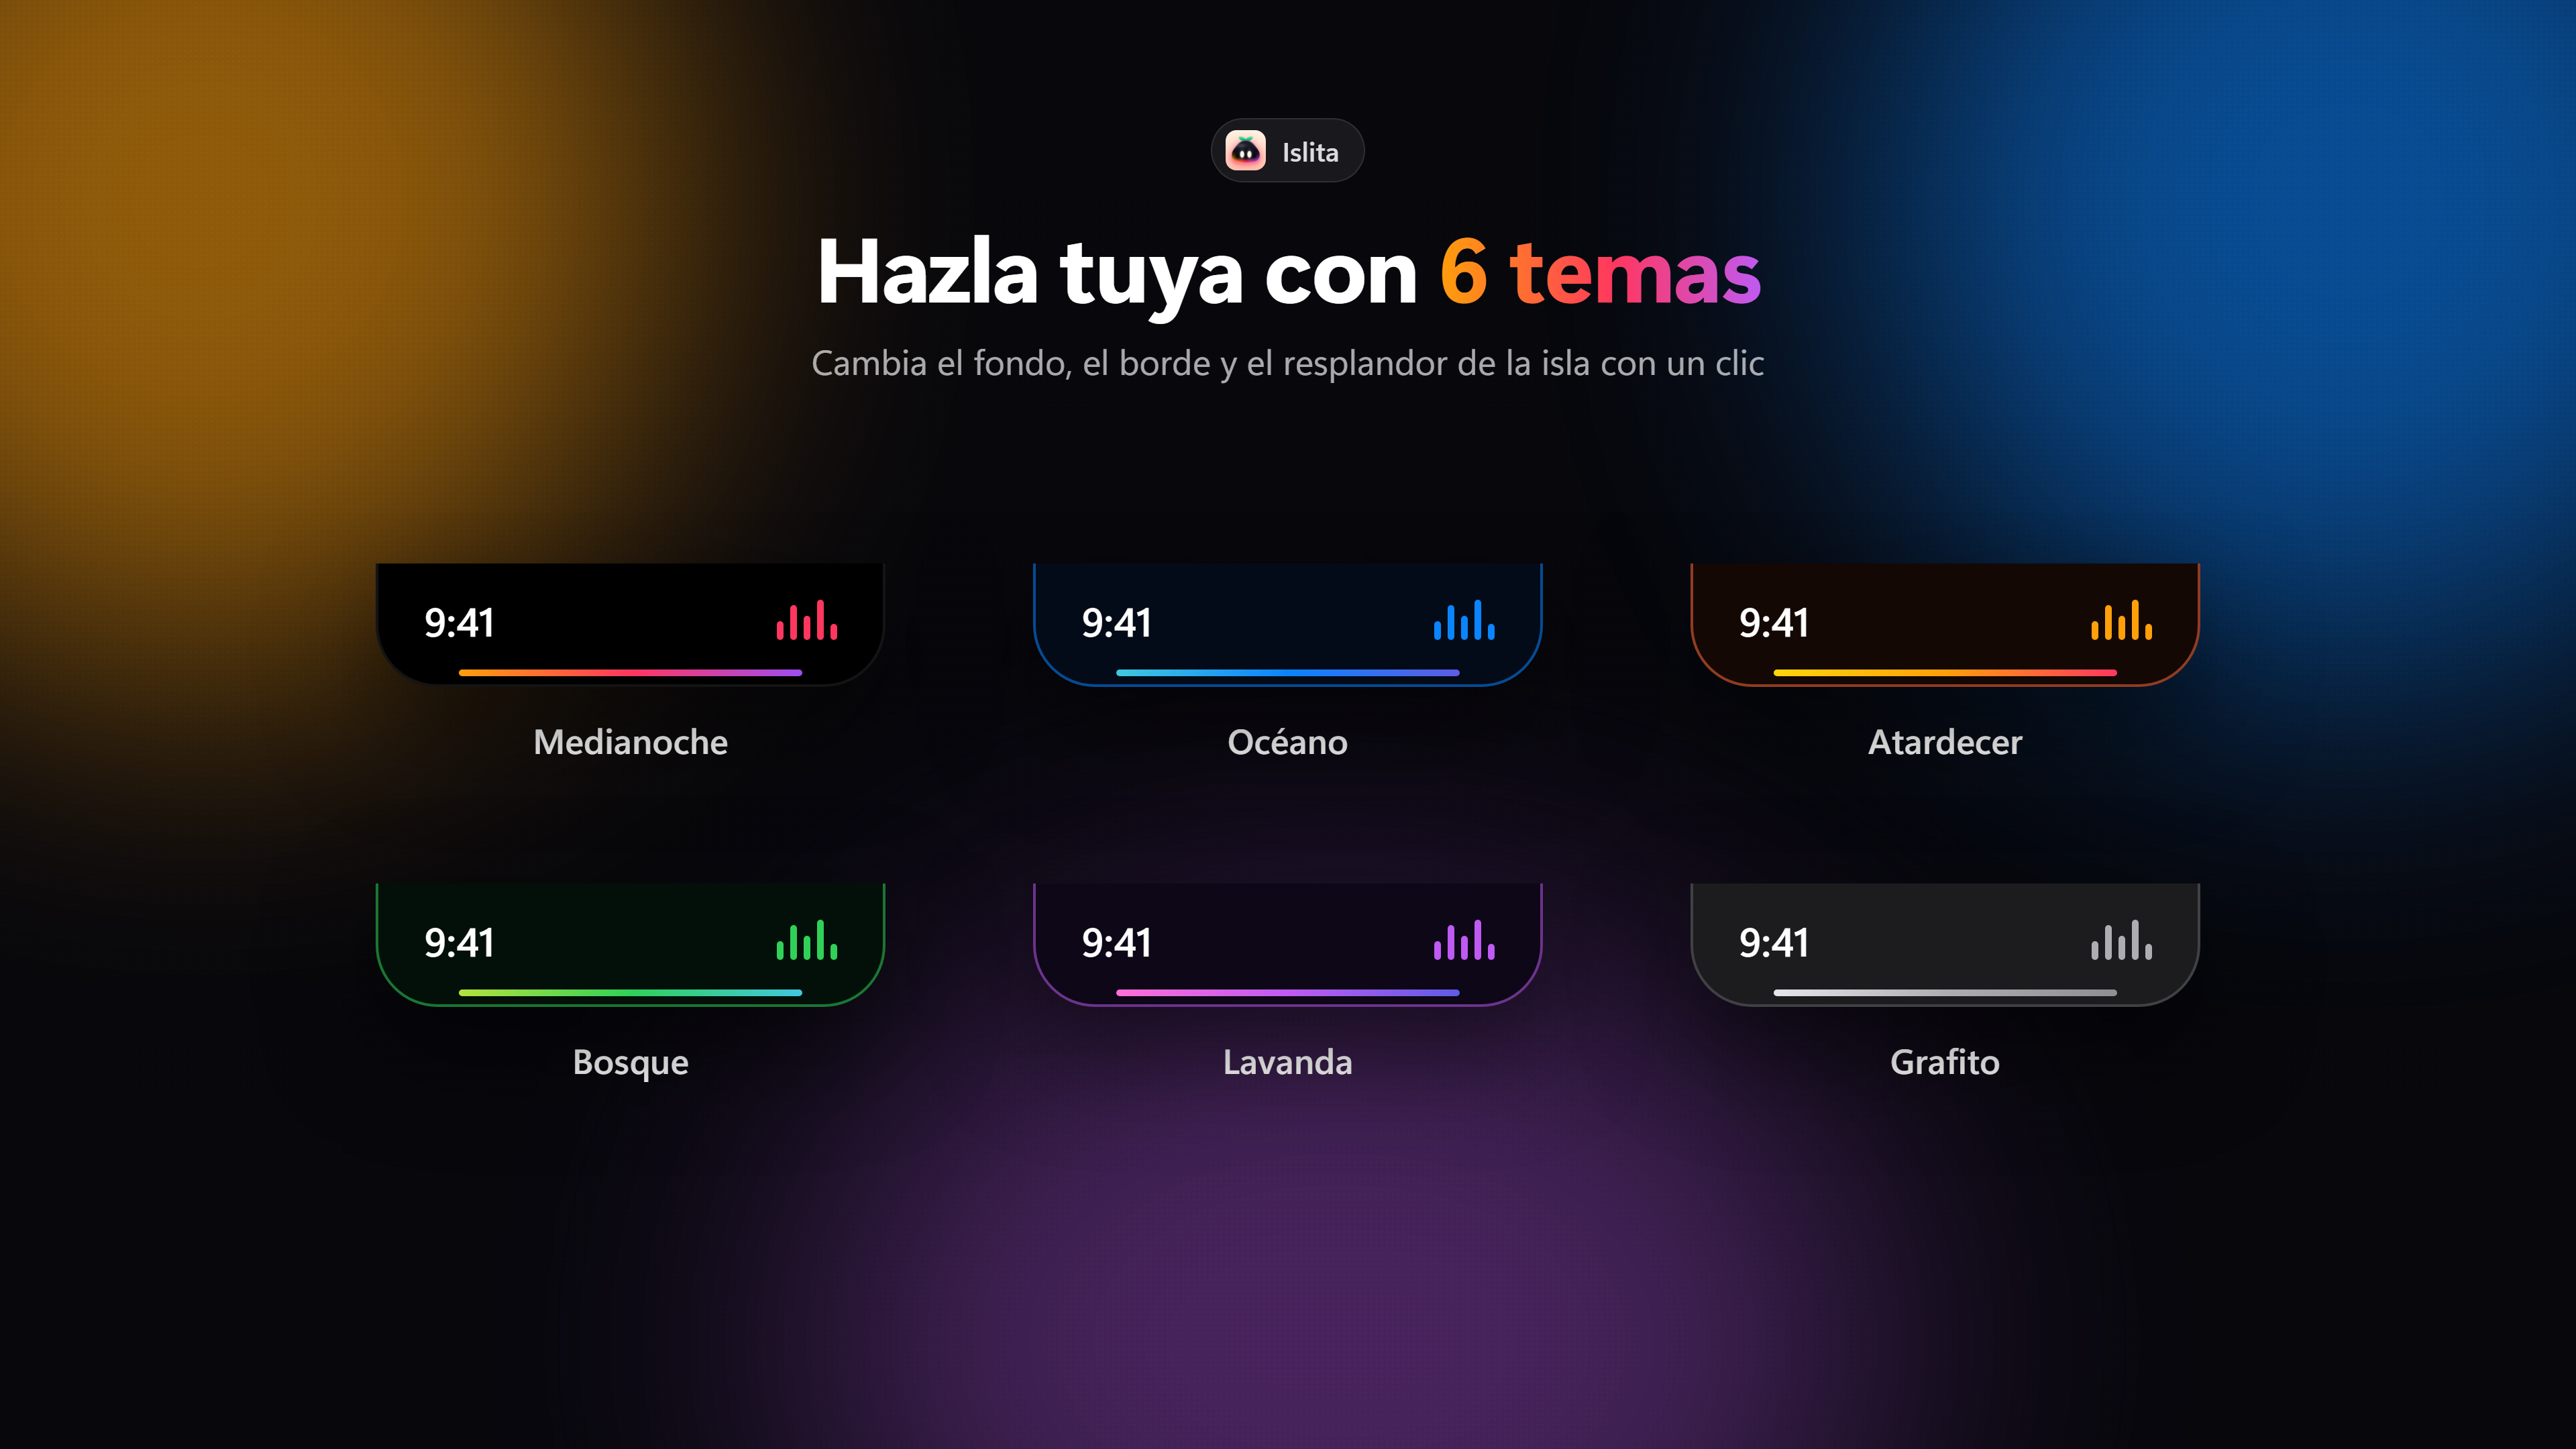 Islita
Hazla tuya con 6 temas
Cambia el fondo, el borde y el resplandor de la isla con un clic
9:41
9:41
9:41
Medianoche
Océano
Atardecer
9:41
9:41
9:41
Bosque
Lavanda
Grafito